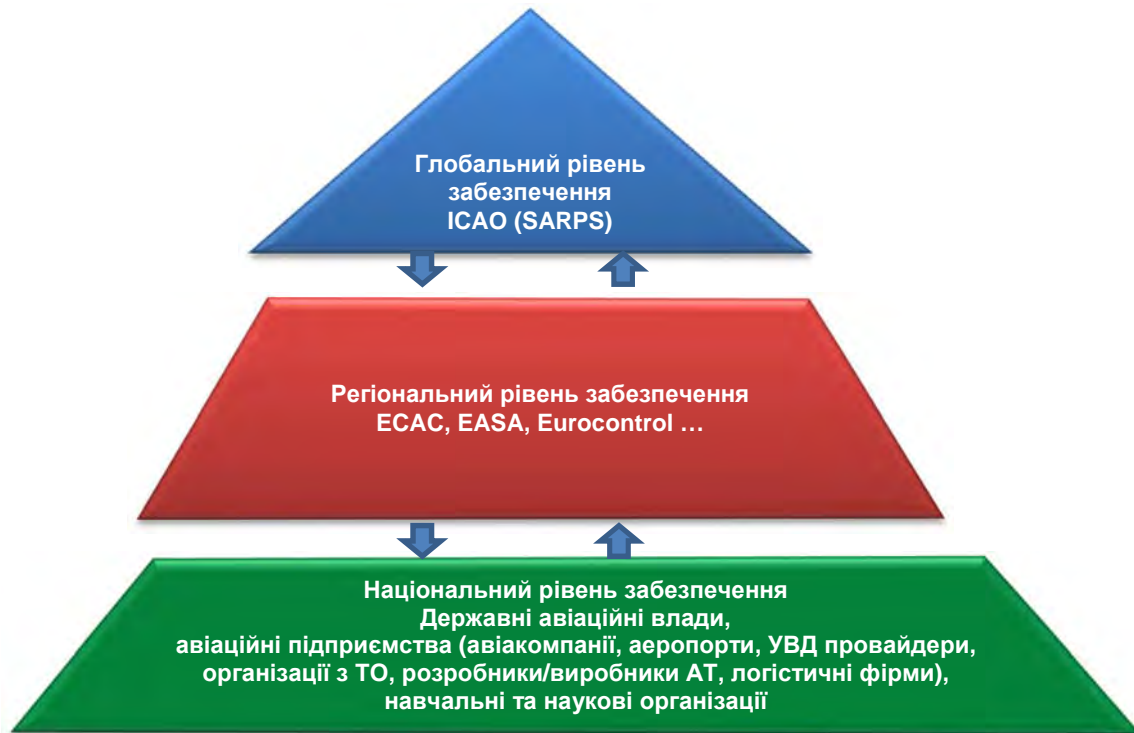 Глобальний рівень
забезпечення
ICAO (SARPS)
Регіональний рівень забезпечення
ECAC, EASA, Eurocontrol …
Національний рівень забезпечення
Державні авіаційні влади,
авіаційні підприємства (авіакомпанії, аеропорти, УВД провайдери,
організації з ТО, розробники/виробники АТ, логістичні фірми),
навчальні та наукові організації